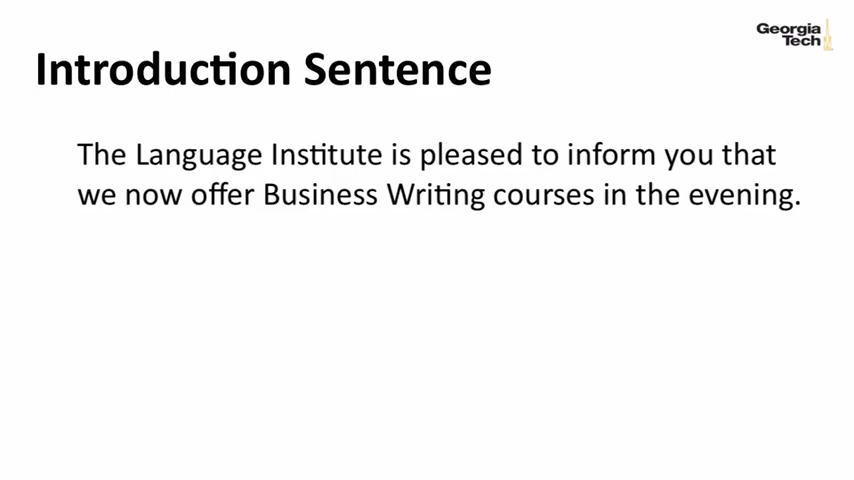 Georgia
Tech
Introduction Sentence
The Language Institute is pleased to inform you that
we now offer Business Writing courses in the evening.